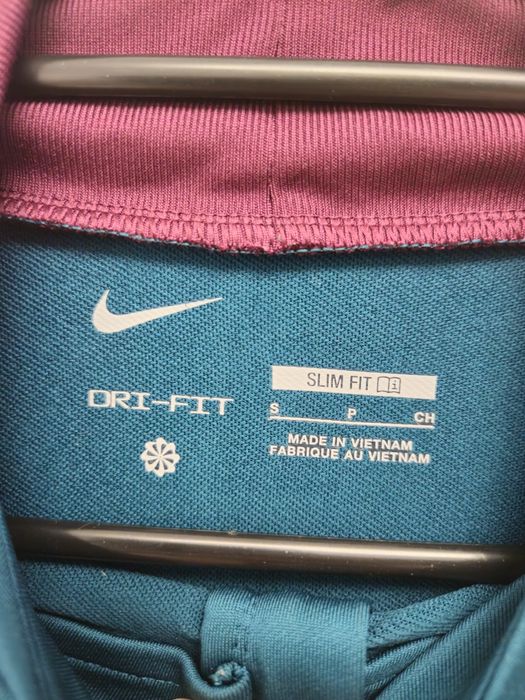 DRI-FIT
SLIM FIT
S P CH
MADE IN VIETNAM
FABRIQUE AU VIETNAM